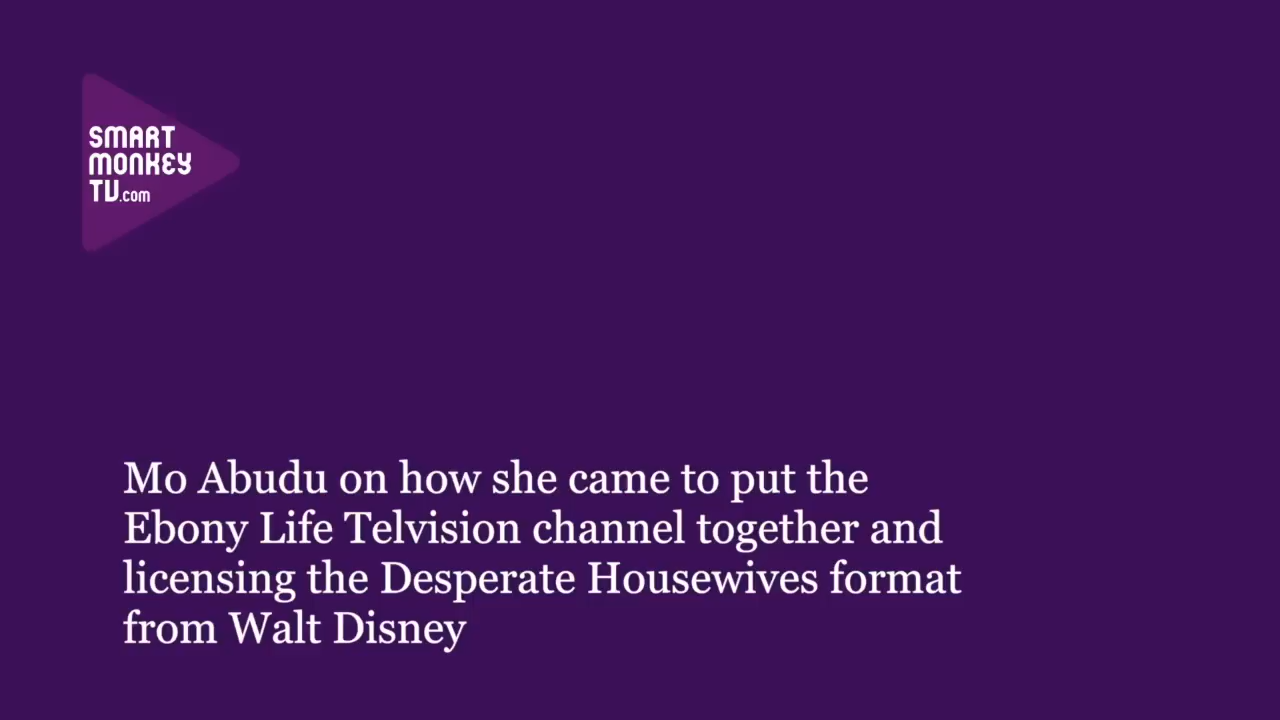 SMART
MONKEY
TV.com
Mo Abudu on how she came to put the
Ebony Life Telvision channel together and
licensing the Desperate Housewives format
from Walt Disney